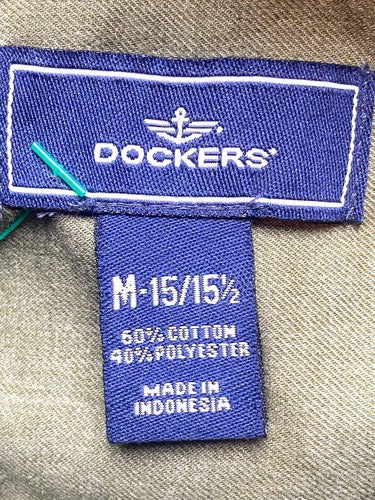 DOCKERS
M-15/15½
60% COTTON
40% POLYESTER
MADE IN
INDONESIA